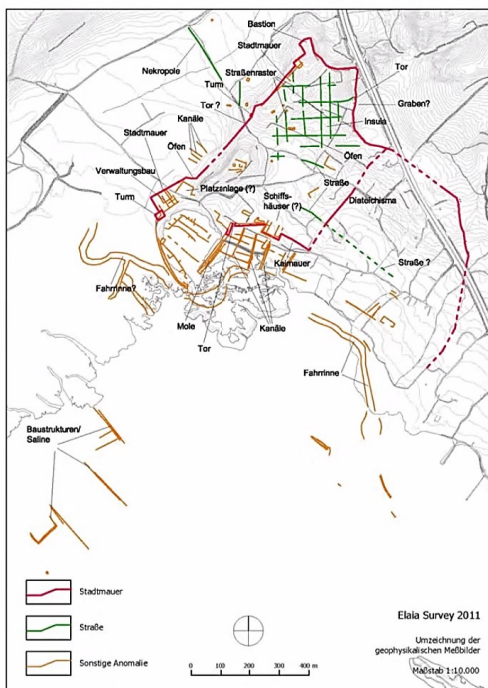 Bastion
Stadtmauer
Straßenraster
Nekropole
Turm
Tor
Tor ?
Graben?
Kanäle
Insula
Stadtmauer
Öfen
Öfen
Verwaltungsbau
Platzanlage (?)
Straße
Schiffs-
häuser (?)
Diateichisma
Turm
Kaimauer
Straße ?
Fahrrinne?
Mole
Kanäle
Tor
Fahrrinne
Baustrukturen/
Saline
Stadtmauer
Straße
Sonstige Anomalie
Elaia Survey 2011
Umzeichnung der
geophysikalischen Meßbilder
Maßstab 1:10.000
0 100 200 300 400 m